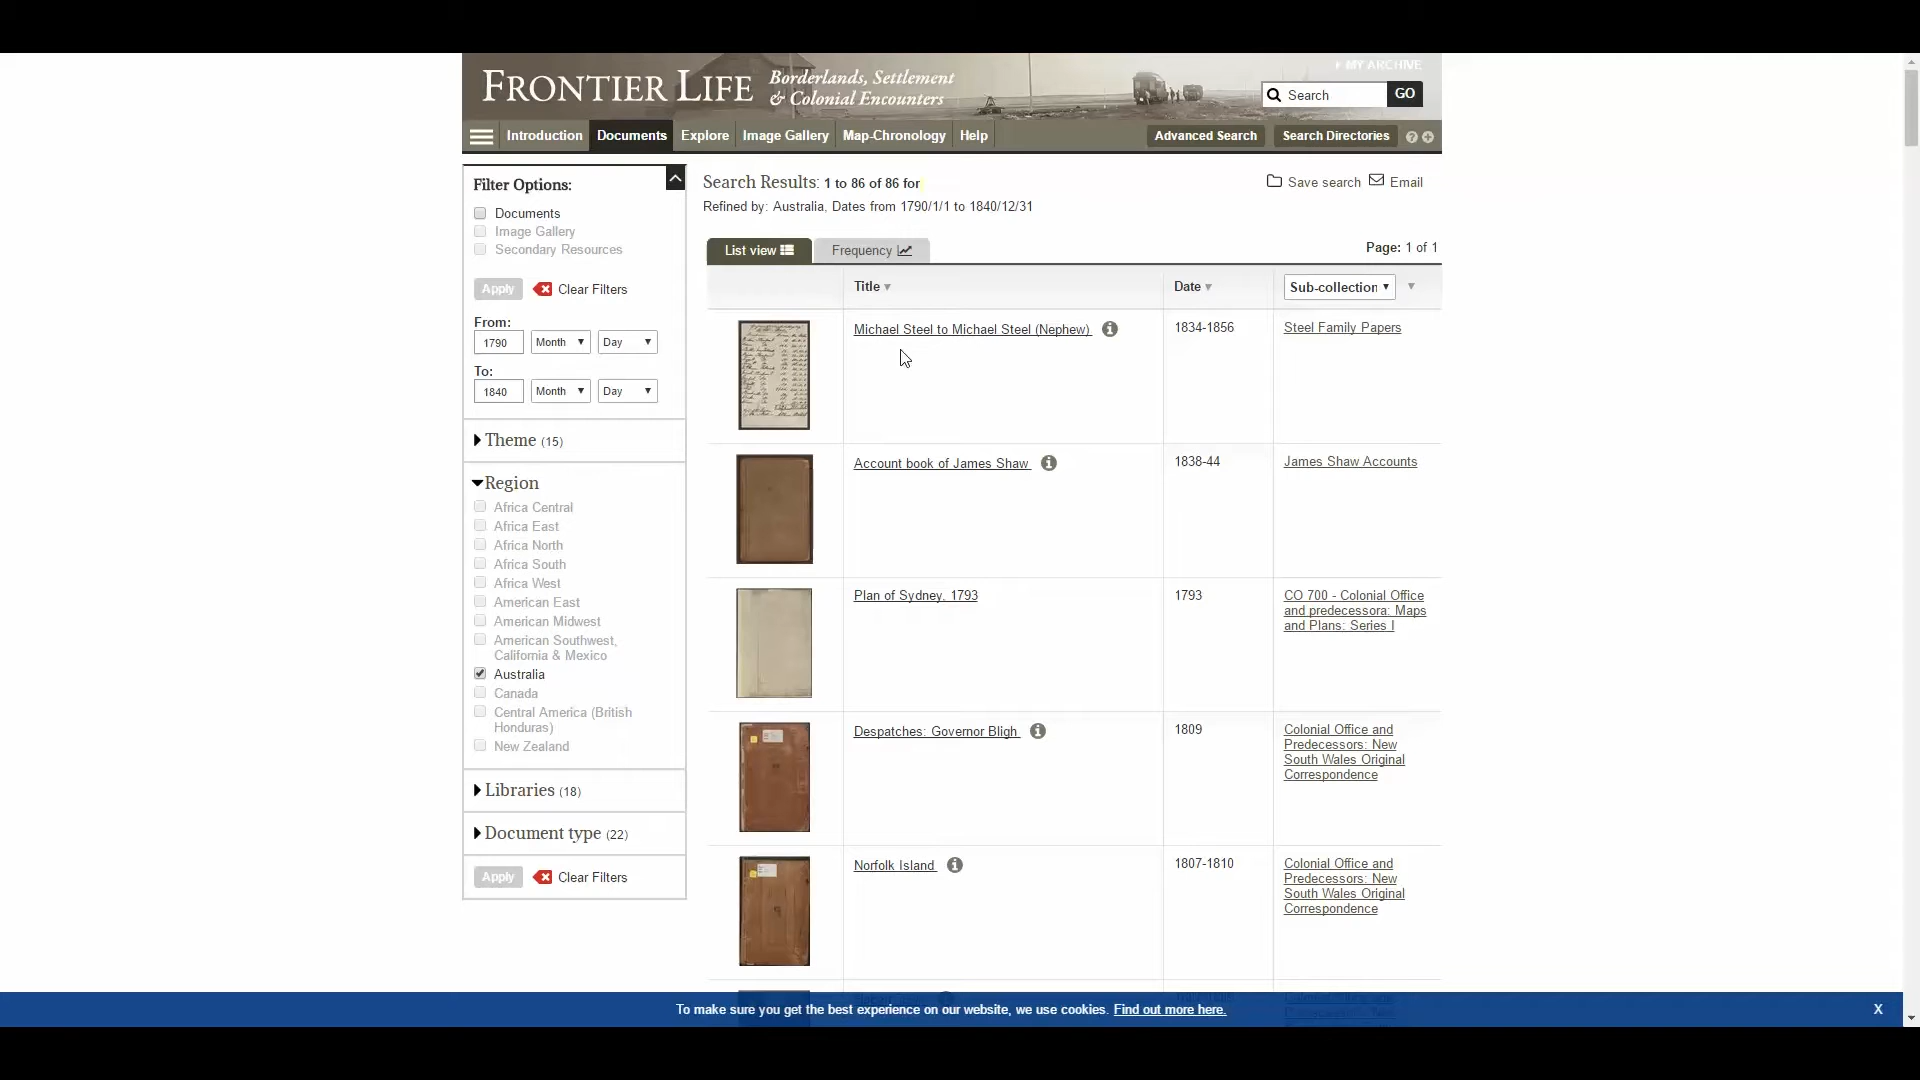 MY ARCHIVE
FRONTIER LIFE
Borderlands, Settlement
& Colonial Encounters
Search
GO
Introduction
Documents
Explore
Image Gallery
Map-Chronology
Help
Advanced Search
Search Directories
Filter Options:
Documents
Image Gallery
Secondary Resources
Apply
Clear Filters
From:
1790
Month
Day
To:
1840
Month
Day
Theme (15)
Region
Africa Central
Africa East
Africa North
Africa South
Africa West
American East
American Midwest
American Southwest,
California & Mexico
Australia
Canada
Central America (British
Honduras)
New Zealand
Libraries (18)
Document type (22)
Apply
Clear Filters
Search Results: 1 to 86 of 86 for
Save search
Email
Refined by: Australia, Dates from 1790/1/1 to 1840/12/31
List view
Frequency
Page: 1 of 1
Title
Date
Sub-collection
Michael Steel to Michael Steel (Nephew)
1834-1856
Steel Family Papers
Account book of James Shaw
1838-44
James Shaw Accounts
Plan of Sydney. 1793
1793
CO 700 - Colonial Office
and predecessora: Maps
and Plans: Series I
Despatches: Governor Bligh
1809
Colonial Office and
Predecessors: New
South Wales Original
Correspondence
Norfolk Island
1807-1810
Colonial Office and
Predecessors: New
South Wales Original
Correspondence
To make sure you get the best experience on our website, we use cookies. Find out more here.
X